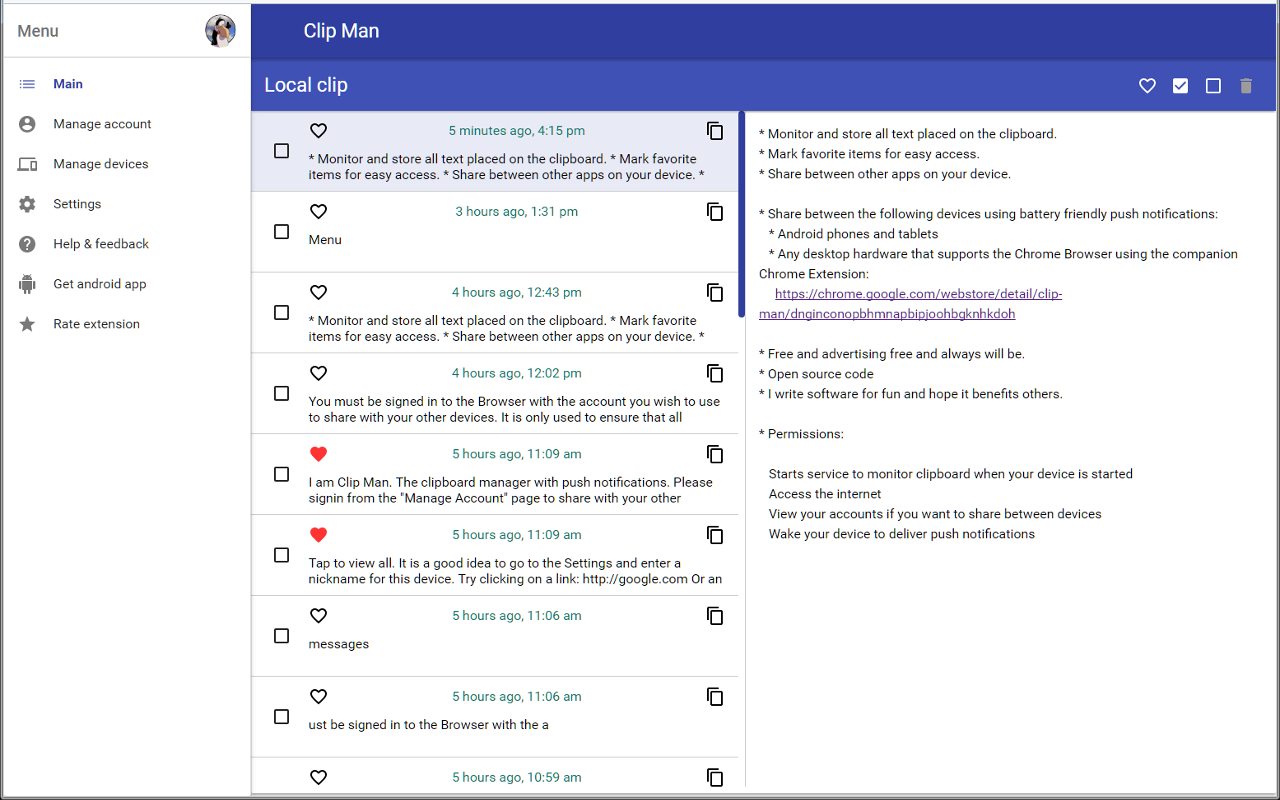 Menu
Clip Man
Main
Manage account
Manage devices
Settings
Help & feedback
Get android app
Rate extension
Local clip
5 minutes ago, 4:15 pm
* Monitor and store all text placed on the clipboard. * Mark favorite
items for easy access. * Share between other apps on your device. *
3 hours ago, 1:31 pm
Menu
4 hours ago, 12:43 pm
* Monitor and store all text placed on the clipboard. * Mark favorite
items for easy access. * Share between other apps on your device. *
4 hours ago, 12:02 pm
You must be signed in to the Browser with the account you wish to use
to share with your other devices. It is only used to ensure that all
5 hours ago, 11:09 am
I am Clip Man. The clipboard manager with push notifications. Please
signin from the "Manage Account" page to share with your other
5 hours ago, 11:09 am
Tap to view all. It is a good idea to go to the Settings and enter a
nickname for this device. Try clicking on a link: http://google.com Or an
5 hours ago, 11:06 am
messages
5 hours ago, 11:06 am
ust be signed in to the Browser with the a
5 hours ago, 10:59 am
* Monitor and store all text placed on the clipboard.
* Mark favorite items for easy access.
* Share between other apps on your device.
* Share between the following devices using battery friendly push notifications:
* Android phones and tablets
* Any desktop hardware that supports the Chrome Browser using the companion
Chrome Extension:
https://chrome.google.com/webstore/detail/clip-
man/dnginconopbhmnapbipjoohbgknhkdoh
* Free and advertising free and always will be.
* Open source code
* I write software for fun and hope it benefits others.
* Permissions:
Starts service to monitor clipboard when your device is started
Access the internet
View your accounts if you want to share between devices
Wake your device to deliver push notifications